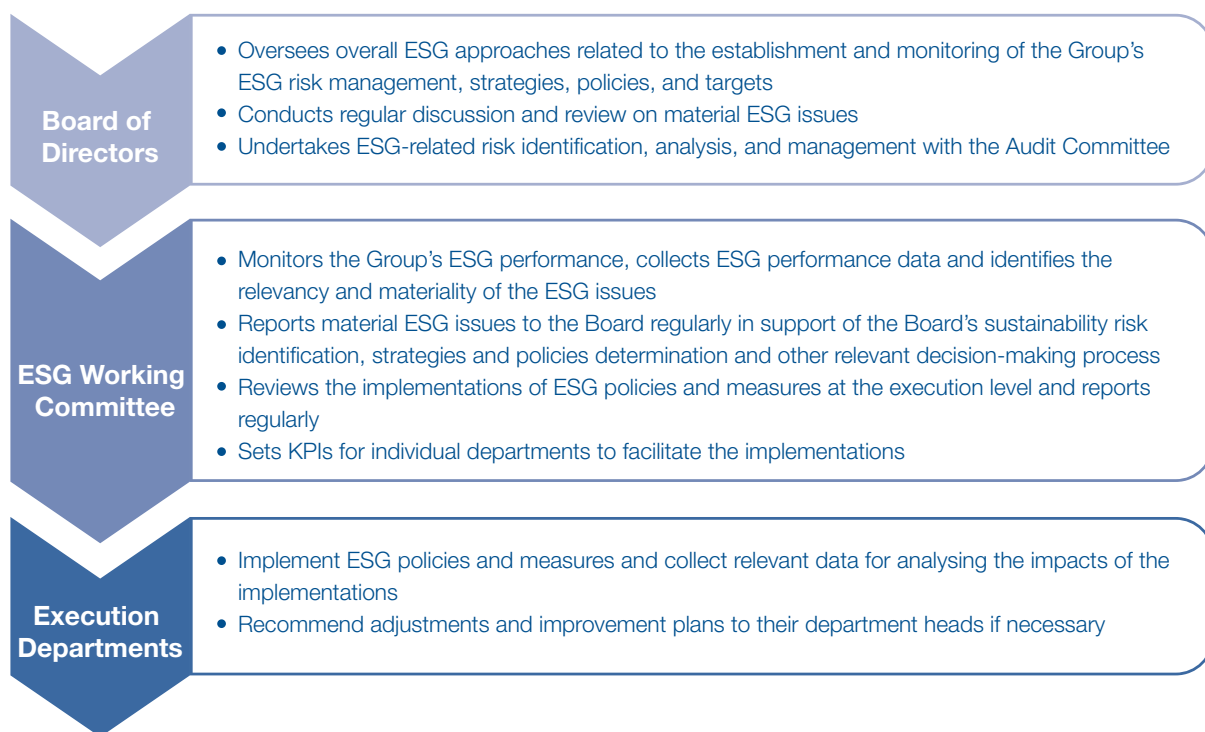 Board of
Directors
• Oversees overall ESG approaches related to the establishment and monitoring of the Group's
ESG risk management, strategies, policies, and targets
• Conducts regular discussion and review on material ESG issues
• Undertakes ESG-related risk identification, analysis, and management with the Audit Committee
ESG Working
Committee
• Monitors the Group's ESG performance, collects ESG performance data and identifies the
relevancy and materiality of the ESG issues
• Reports material ESG issues to the Board regularly in support of the Board's sustainability risk
identification, strategies and policies determination and other relevant decision-making process
• Reviews the implementations of ESG policies and measures at the execution level and reports
regularly
• Sets KPIs for individual departments to facilitate the implementations
Execution
Departments
• Implement ESG policies and measures and collect relevant data for analysing the impacts of the
implementations
• Recommend adjustments and improvement plans to their department heads if necessary